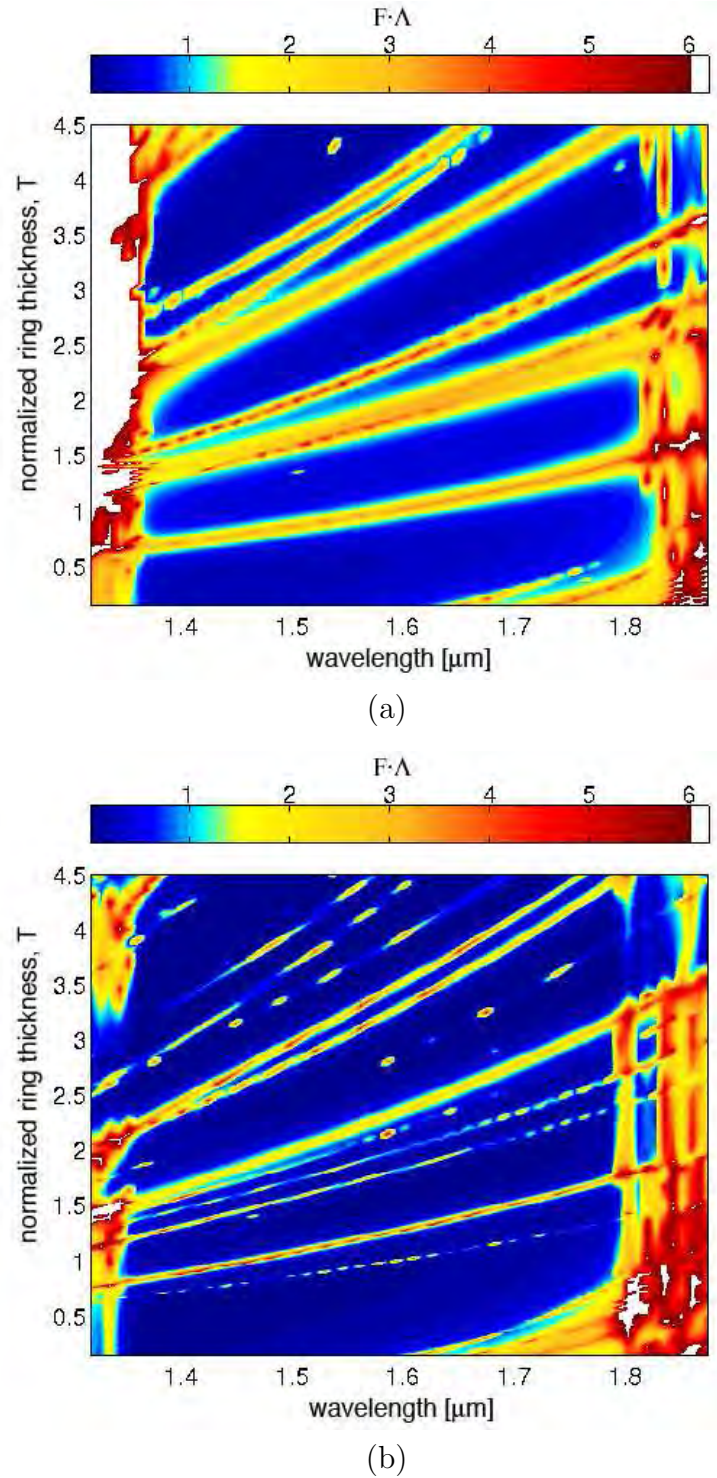 F·Λ
1 2 3 4 5 6
4.5
4
3.5
3
2.5
2
1.5
1
0.5
normalized ring thickness, T
1.4 1.5 1.6 1.7 1.8
wavelength [μm]
(a)
F·Λ
1 2 3 4 5 6
4.5
4
3.5
3
2.5
2
1.5
1
0.5
normalized ring thickness, T
1.4 1.5 1.6 1.7 1.8
wavelength [μm]
(b)